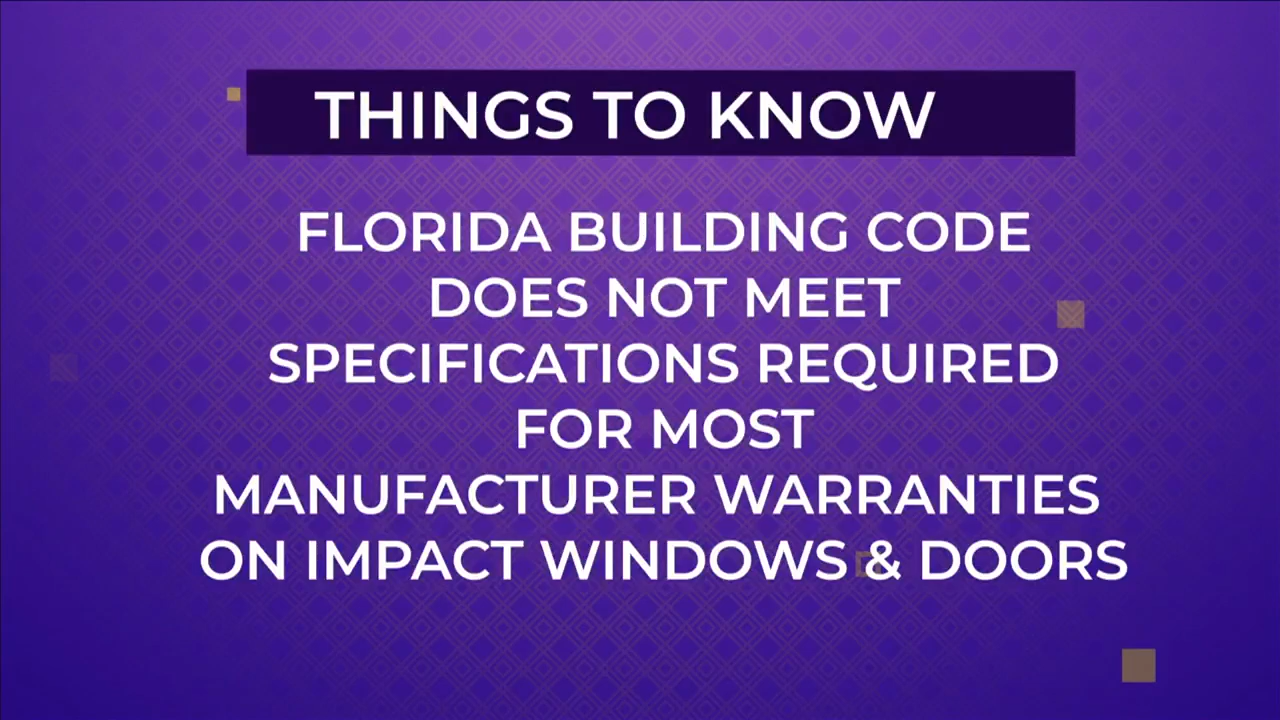 THINGS TO KNOW
FLORIDA BUILDING CODE
DOES NOT MEET
SPECIFICATIONS REQUIRED
FOR MOST
MANUFACTURER WARRANTIES
ON IMPACT WINDOWS & DOORS